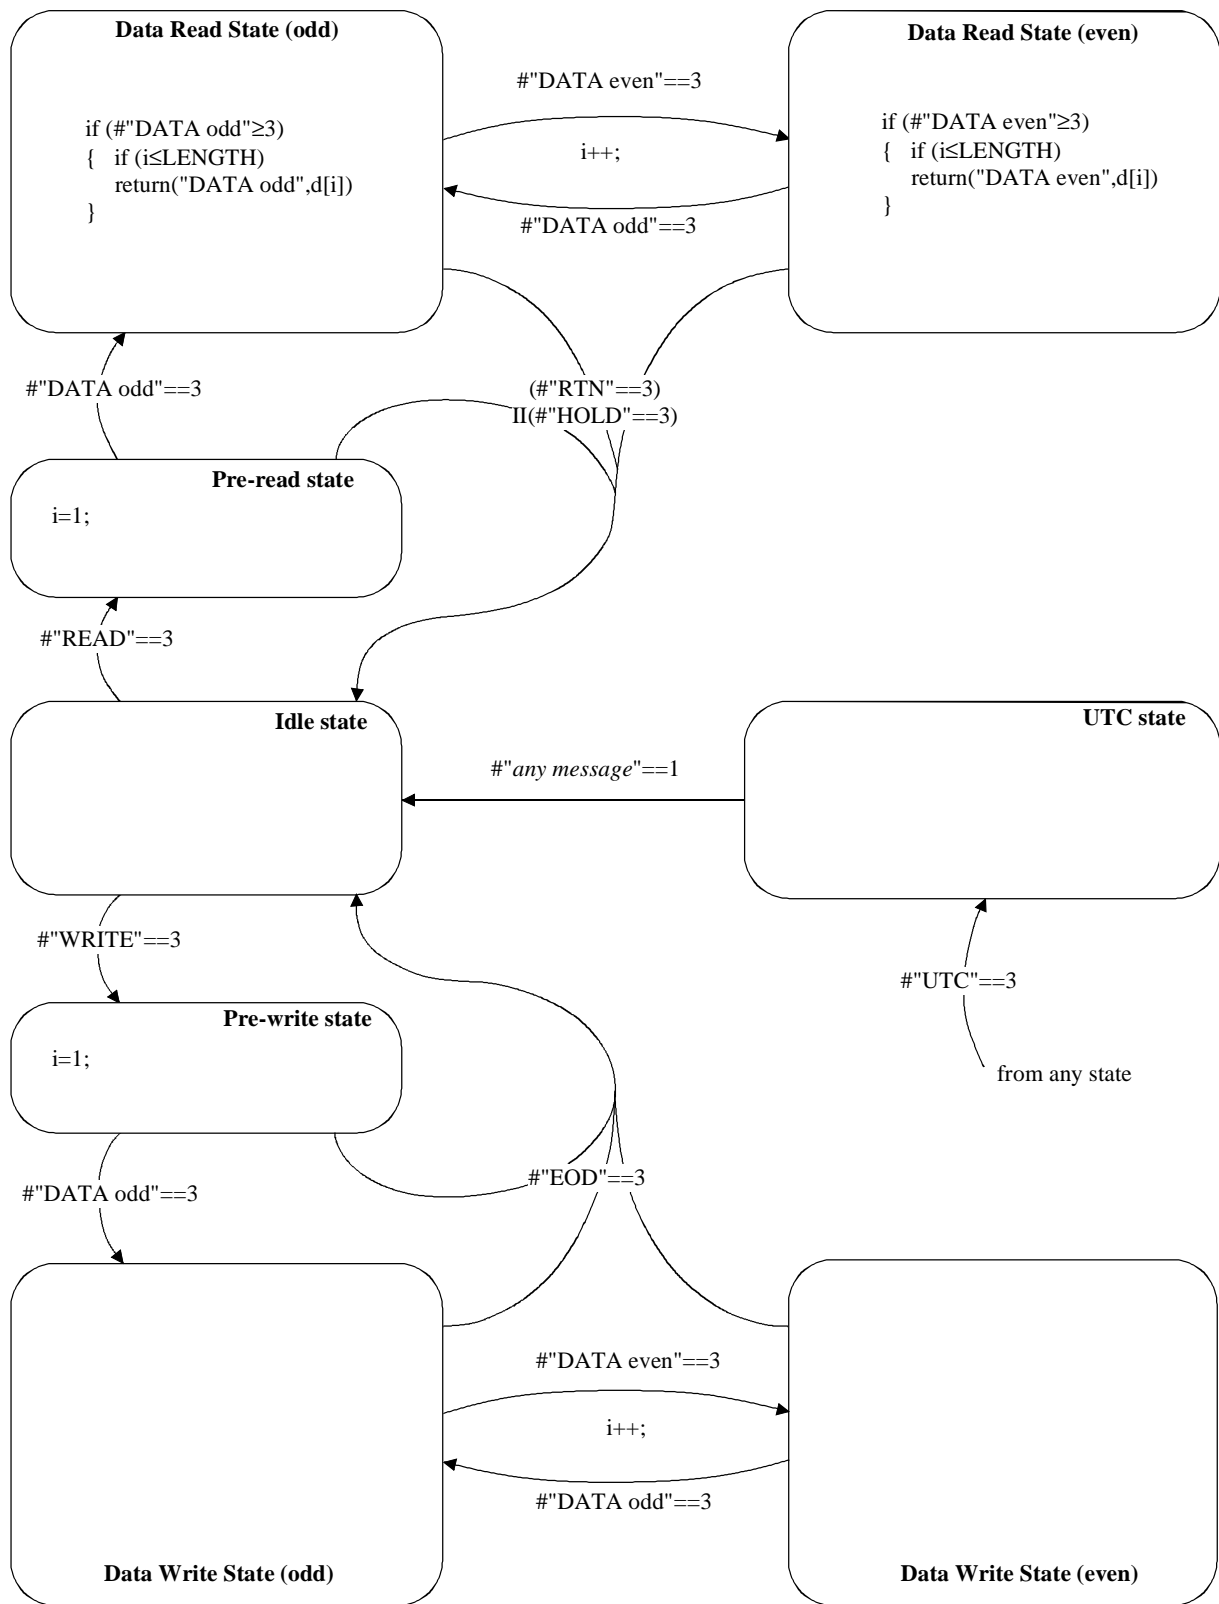 Data Read State (odd)
Data Read State (even)
#"DATA even"==3
if (#"DATA odd"≥3)
{ if (i≤LENGTH)
return("DATA odd",d[i])
}
i++;
if (#"DATA even"≥3)
{ if (i≤LENGTH)
return("DATA even",d[i])
}
#"DATA odd"==3
#"DATA odd"==3
(#"RTN"==3)
II(#"HOLD"==3)
Pre-read state
i=1;
#"READ"==3
Idle state
UTC state
#"any message"==1
#"WRITE"==3
#"UTC"==3
Pre-write state
i=1;
from any state
#"DATA odd"==3
#"EOD"==3
#"DATA even"==3
i++;
#"DATA odd"==3
Data Write State (odd)
Data Write State (even)